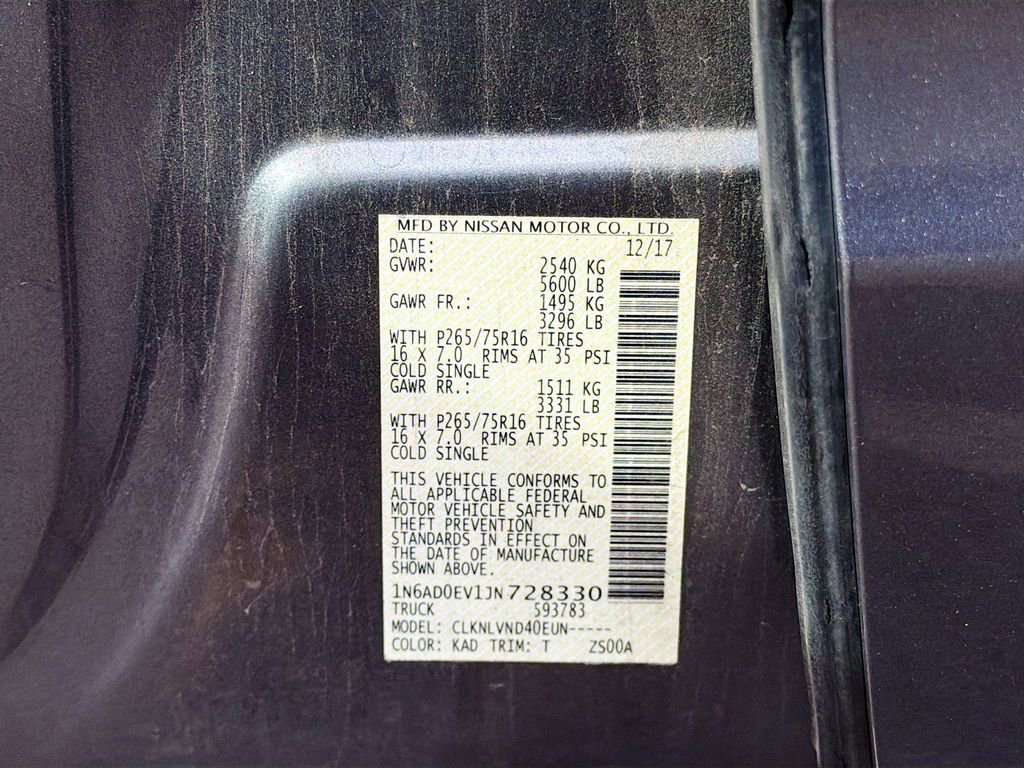 MFD BY NISSAN MOTOR CO., LTD.
DATE: 12/17
GVWR: 2540 KG
5600 LB
GAWR FR.: 1495 KG
3296 LB
WITH P265/75R16 TIRES
16 X 7.0 RIMS AT 35 PSI
COLD SINGLE
GAWR RR.: 1511 KG
3331 LB
WITH P265/75R16 TIRES
16 X 7.0 RIMS AT 35 PSI
COLD SINGLE
THIS VEHICLE CONFORMS TO
ALL APPLICABLE FEDERAL
MOTOR VEHICLE SAFETY AND
THEFT PREVENTION
STANDARDS IN EFFECT ON
THE DATE OF MANUFACTURE
SHOWN ABOVE.
1N6AD0EV1JN728330
TRUCK 593783
MODEL: CLKNLVND40EUN-----
COLOR: KAD TRIM: T ZS00A